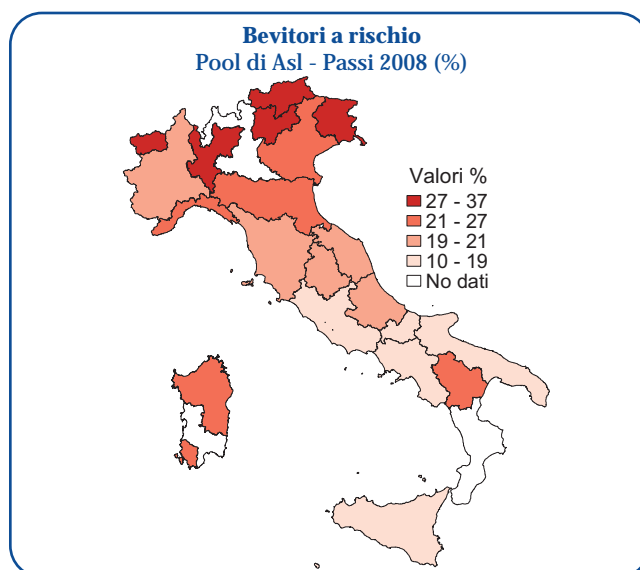 Bevitori a rischio
Pool di Asl - Passi 2008 (%)
Valori %
27 - 37
21 - 27
19 - 21
10 - 19
No dati